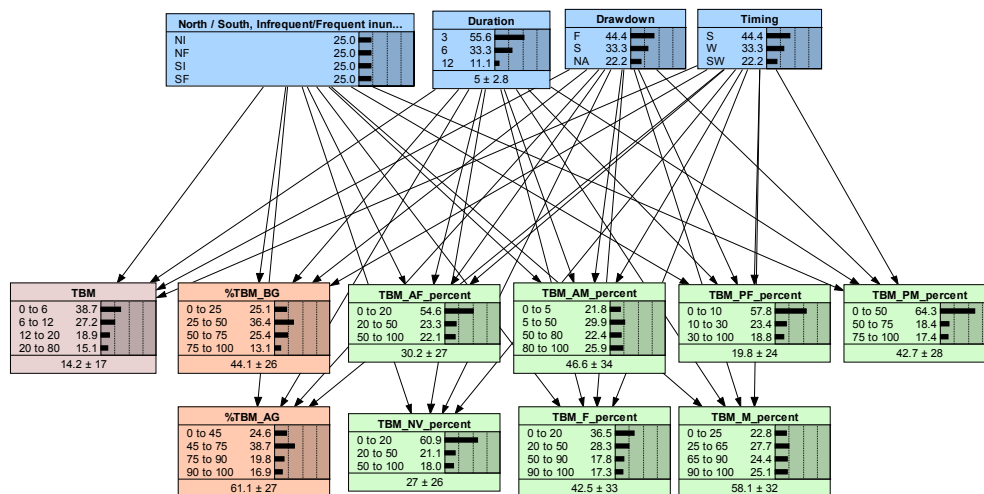 North / South, Infrequent/Frequent inun...
NI 25.0
NF 25.0
SI 25.0
SF 25.0
Duration
3 55.6
6 33.3
12 11.1
5 ± 2.8
Drawdown
F 44.4
S 33.3
NA 22.2
Timing
S 44.4
W 33.3
SW 22.2
TBM
0 to 6 38.7
6 to 12 27.2
12 to 20 18.9
20 to 80 15.1
14.2 ± 17
%TBM_BG
0 to 25 25.1
25 to 50 36.4
50 to 75 25.4
75 to 100 13.1
44.1 ± 26
TBM_AF_percent
0 to 20 54.6
20 to 50 23.3
50 to 100 22.1
30.2 ± 27
TBM_AM_percent
0 to 5 21.8
5 to 50 29.9
50 to 80 22.4
80 to 100 25.9
46.6 ± 34
TBM_PF_percent
0 to 10 57.8
10 to 30 23.4
30 to 100 18.8
19.8 ± 24
TBM_PM_percent
0 to 50 64.3
50 to 75 18.4
75 to 100 17.4
42.7 ± 28
%TBM_AG
0 to 45 24.6
45 to 75 38.7
75 to 90 19.8
90 to 100 16.9
61.1 ± 27
TBM_NV_percent
0 to 20 60.9
20 to 50 21.1
50 to 100 18.0
27 ± 26
TBM_F_percent
0 to 20 36.5
20 to 50 28.3
50 to 90 17.8
90 to 100 17.3
42.5 ± 33
TBM_M_percent
0 to 25 22.8
25 to 65 27.7
65 to 90 24.4
90 to 100 25.1
58.1 ± 32